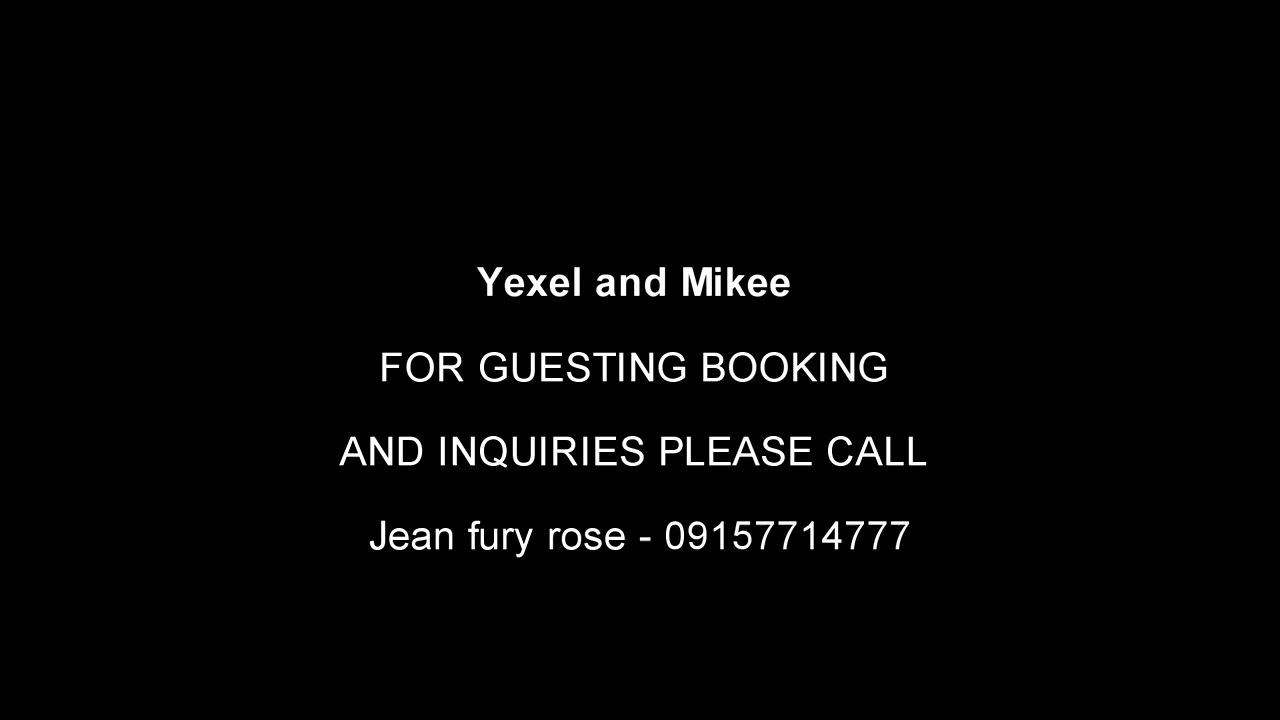 Yexel and Mikee
FOR GUESTING BOOKING
AND INQUIRIES PLEASE CALL
Jean fury rose - 09157714777